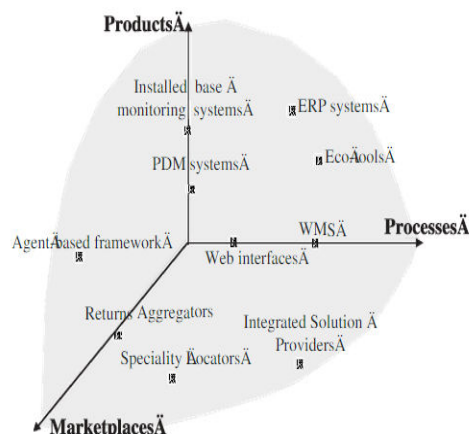 ProductsÄ
Installed base Ä
monitoring systemsÄ
ERP systemsÄ
PDM systemsÄ
EcoÄoolsÄ
ProcessesÄ
WMSÄ
Web interfacesÄ
AgentÄbased frameworkÄ
Returns Aggregators
Integrated Solution Ä
ProvidersÄ
Speciality ÄocatorsÄ
MarketplacesÄ